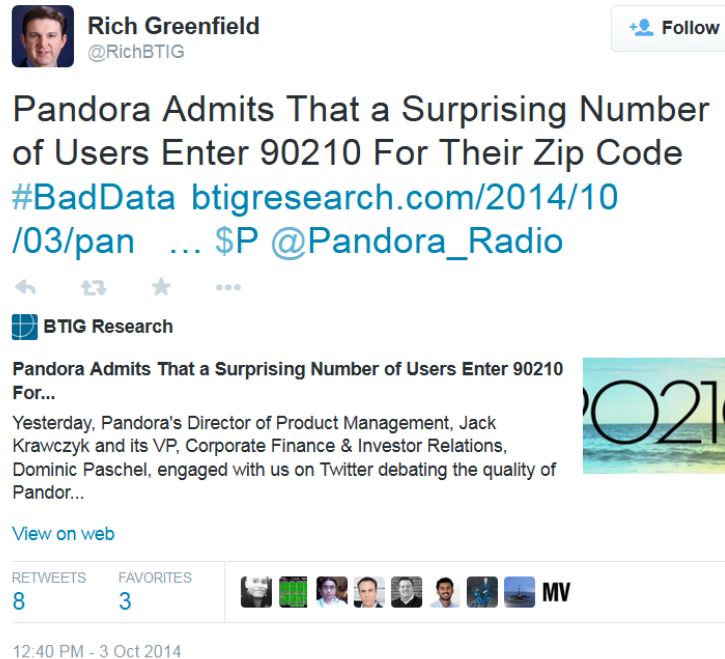 Rich Greenfield
@RichBTIG
Follow
Pandora Admits That a Surprising Number
of Users Enter 90210 For Their Zip Code
#BadData btigresearch.com/2014/10
/03/pan ... $P @Pandora_Radio
BTIG Research
Pandora Admits That a Surprising Number of Users Enter 90210
For...
Yesterday, Pandora's Director of Product Management, Jack
Krawczyk and its VP, Corporate Finance & Investor Relations,
Dominic Paschel, engaged with us on Twitter debating the quality of
Pandor...
9021
View on web
RETWEETS FAVORITES
8 3
MV
12:40 PM - 3 Oct 2014